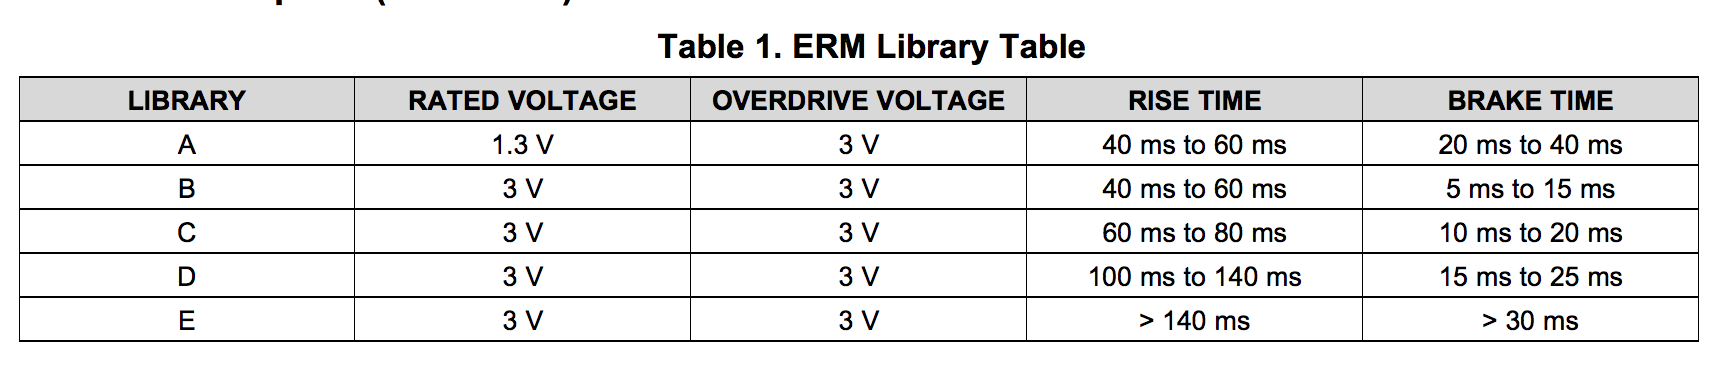 Table 1. ERM Library Table
LIBRARY RATED VOLTAGE OVERDRIVE VOLTAGE RISE TIME BRAKE TIME
A 1.3 V 3 V 40 ms to 60 ms 20 ms to 40 ms
B 3 V 3 V 40 ms to 60 ms 5 ms to 15 ms
C 3 V 3 V 60 ms to 80 ms 10 ms to 20 ms
D 3 V 3 V 100 ms to 140 ms 15 ms to 25 ms
E 3 V 3 V > 140 ms > 30 ms